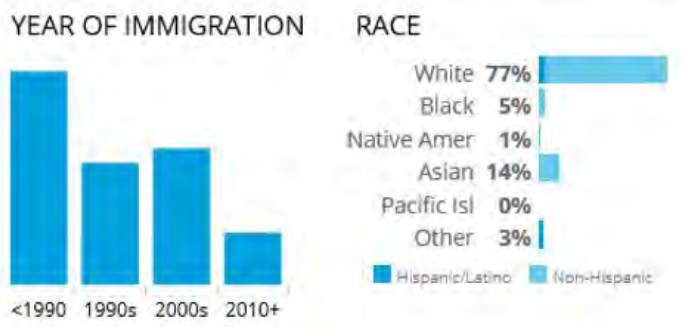 YEAR OF IMMIGRATION
<1990 1990s 2000s 2010+
RACE
White 77%
Black 5%
Native Amer 1%
Asian 14%
Pacific Isl 0%
Other 3%
Hispanic/Latino Non-Hispanic